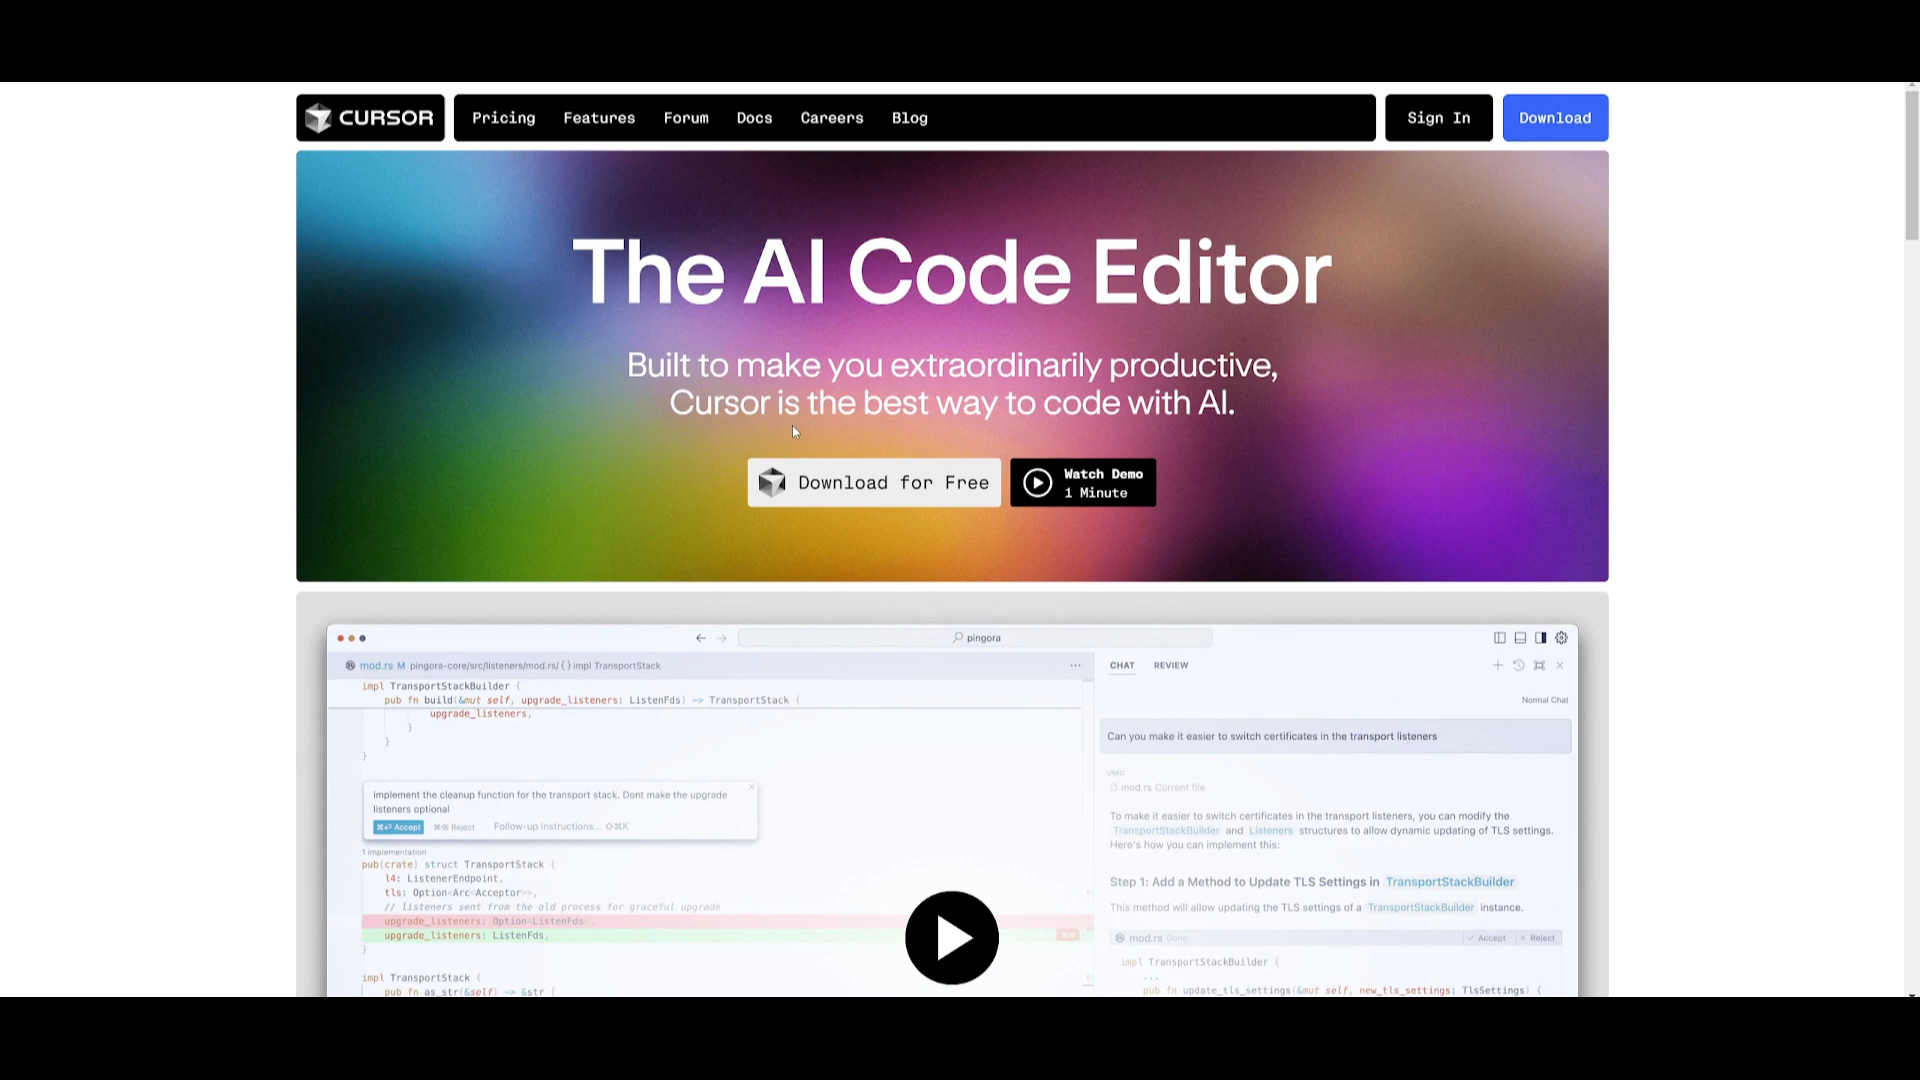 CURSOR
Pricing Features Forum Docs Careers Blog
Sign In
Download
The AI Code Editor
Built to make you extraordinarily productive,
Cursor is the best way to code with AI.
Download for Free
Watch Demo
1 Minute
pingora
mod.rs M pingora-core/src/listeners/mod.rs/ { } impl TransportStack
impl TransportStackBuilder {
pub fn build(&mut self, upgrade_listeners: ListenFds) -> TransportStack {
upgrade_listeners,
}
}
}
implement the cleanup function for the transport stack. Dont make the upgrade
listeners optional
Accept Reject Follow-up instructions... ⇧⌘K
1 implementation
pub(crate) struct TransportStack {
l4: ListenerEndpoint,
tls: Option<Arc<Acceptor>>,
// listeners sent from the old process for graceful upgrade
upgrade_listeners: Option<ListenFds>,
upgrade_listeners: ListenFds,
}
impl TransportStack {
pub fn as_str(&self) -> &str {
CHAT REVIEW
Normal Chat
Can you make it easier to switch certificates in the transport listeners
USED
mod.rs Current file
To make it easier to switch certificates in the transport listeners, you can modify the
TransportStackBuilder and Listeners structures to allow dynamic updating of TLS settings.
Here's how you can implement this:
Step 1: Add a Method to Update TLS Settings in TransportStackBuilder
This method will allow updating the TLS settings of a TransportStackBuilder instance.
mod.rs Done Accept Reject
impl TransportStackBuilder {
...
pub fn update_tls_settings(&mut self, new_tls_settings: TlsSettings) {